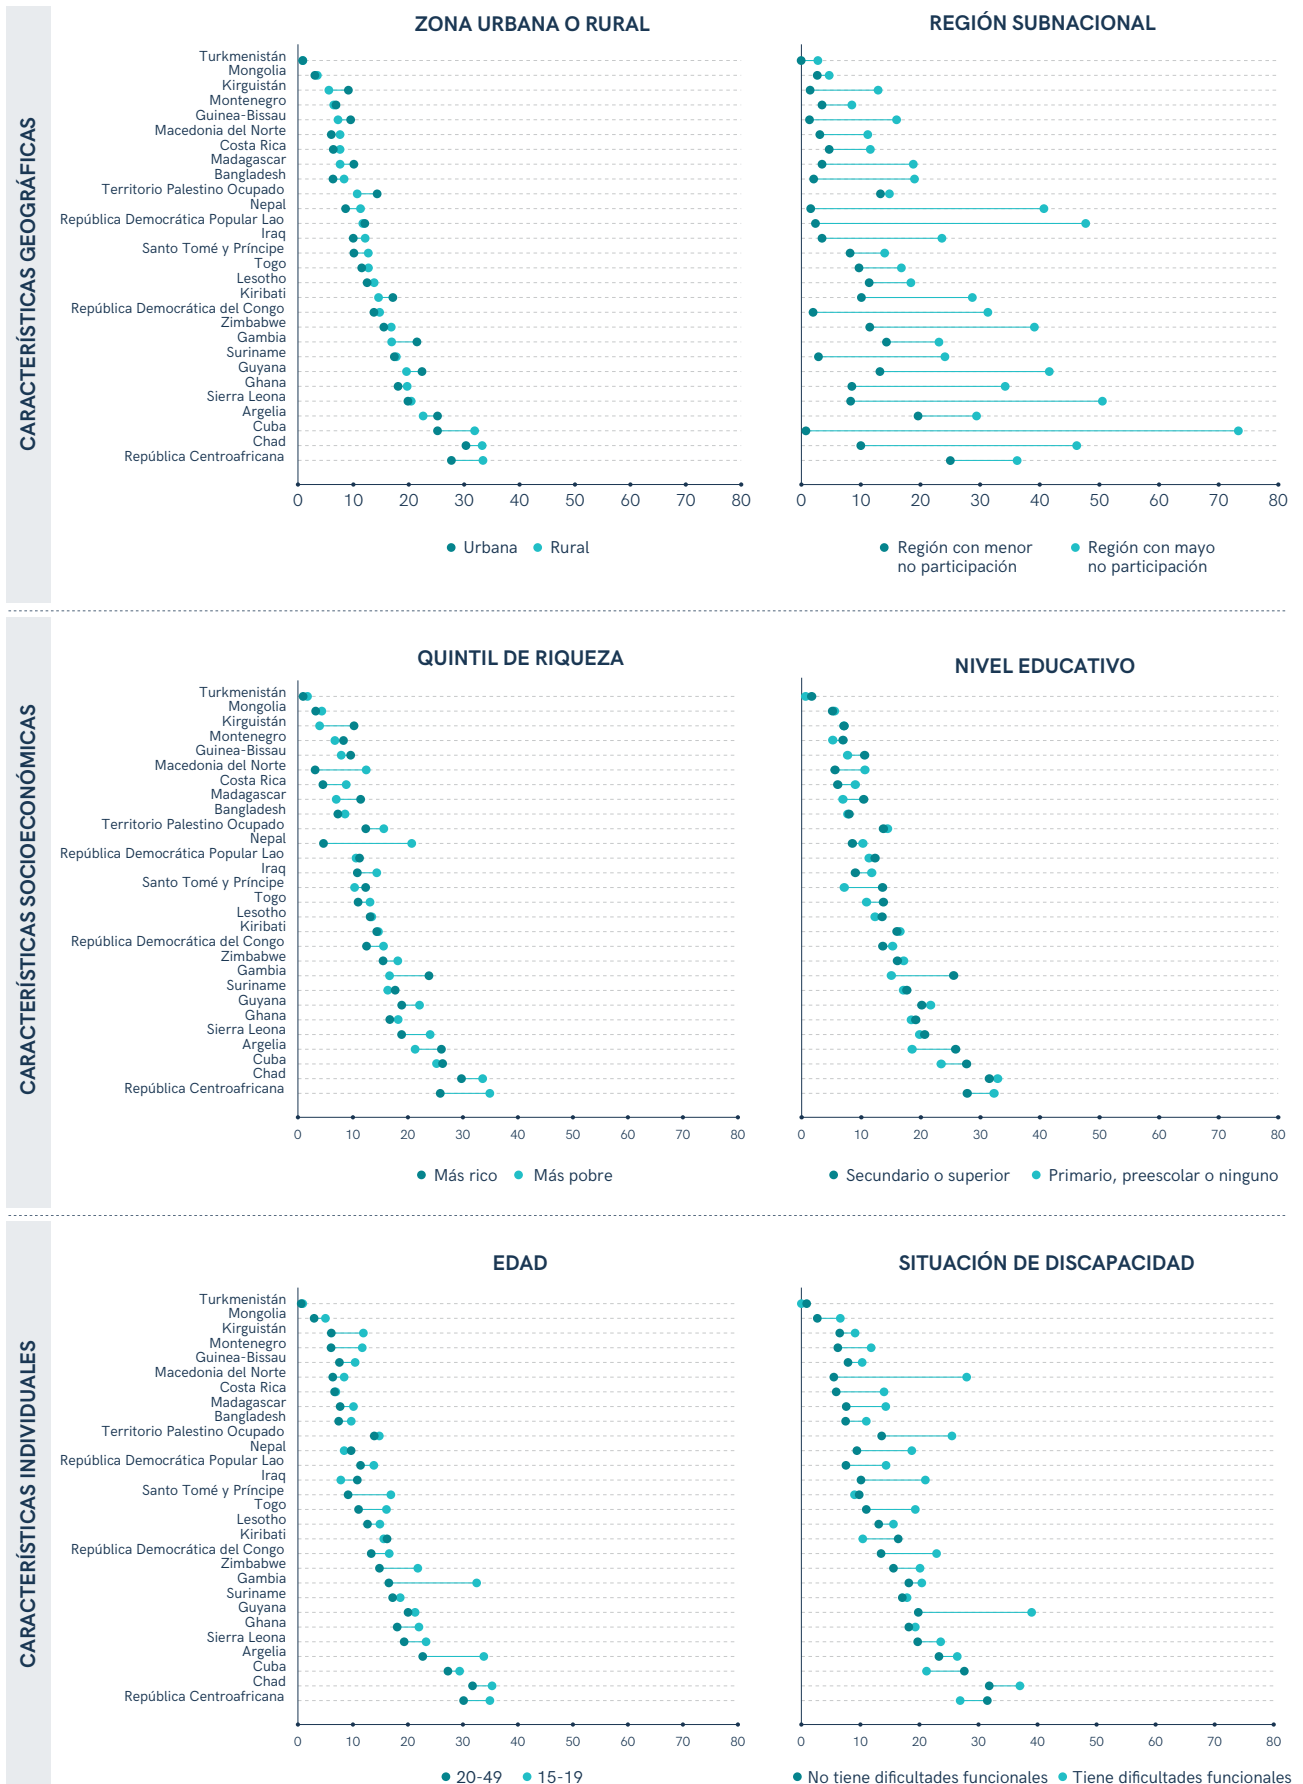 CARACTERÍSTICAS GEOGRÁFICAS
ZONA URBANA O RURAL
REGIÓN SUBNACIONAL
Turkmenistán
Mongolia
Kirguistán
Montenegro
Guinea-Bissau
Macedonia del Norte
Costa Rica
Madagascar
Bangladesh
Territorio Palestino Ocupado
Nepal
República Democrática Popular Lao
Iraq
Santo Tomé y Príncipe
Togo
Lesotho
Kiribati
República Democrática del Congo
Zimbabwe
Gambia
Suriname
Guyana
Ghana
Sierra Leona
Argelia
Cuba
Chad
República Centroafricana
0 10 20 30 40 50 60 70 80
0 10 20 30 40 50 60 70 80
Urbana Rural
Región con menor
no participación
Región con mayo
no participación
CARACTERÍSTICAS SOCIOECONÓMICAS
QUINTIL DE RIQUEZA
NIVEL EDUCATIVO
Turkmenistán
Mongolia
Kirguistán
Montenegro
Guinea-Bissau
Macedonia del Norte
Costa Rica
Madagascar
Bangladesh
Territorio Palestino Ocupado
Nepal
República Democrática Popular Lao
Iraq
Santo Tomé y Príncipe
Togo
Lesotho
Kiribati
República Democrática del Congo
Zimbabwe
Gambia
Suriname
Guyana
Ghana
Sierra Leona
Argelia
Cuba
Chad
República Centroafricana
0 10 20 30 40 50 60 70 80
0 10 20 30 40 50 60 70 80
Más rico Más pobre
Secundario o superior Primario, preescolar o ninguno
CARACTERÍSTICAS INDIVIDUALES
EDAD
SITUACIÓN DE DISCAPACIDAD
Turkmenistán
Mongolia
Kirguistán
Montenegro
Guinea-Bissau
Macedonia del Norte
Costa Rica
Madagascar
Bangladesh
Territorio Palestino Ocupado
Nepal
República Democrática Popular Lao
Iraq
Santo Tomé y Príncipe
Togo
Lesotho
Kiribati
República Democrática del Congo
Zimbabwe
Gambia
Suriname
Guyana
Ghana
Sierra Leona
Argelia
Cuba
Chad
República Centroafricana
0 10 20 30 40 50 60 70 80
0 10 20 30 40 50 60 70 80
20-49 15-19
No tiene dificultades funcionales Tiene dificultades funcionales